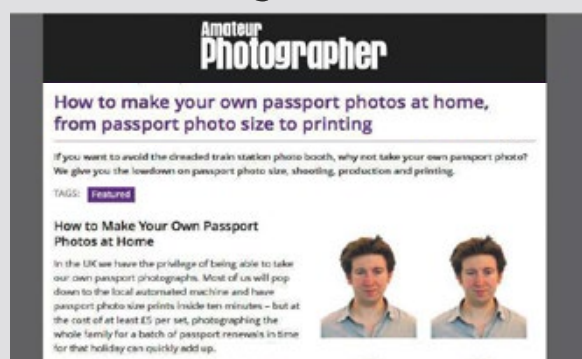 Amateur
Photographer
How to make your own passport photos at home,
from passport photo size to printing
If you want to avoid the dreaded train station photo booth, why not take your own passport photo?
We give you the lowdown on passport photo size, shooting, production and printing.
TAGS: Featured
How to Make Your Own Passport
Photos at Home
In the UK we have the privilege of being able to take
our own passport photographs. Most of us will pop
down to the local automated machine and have
passport photo size prints inside ten minutes – but at
the cost of at least £5 per set, photographing the
whole family for a batch of passport renewals in time
for that holiday can quickly add up.